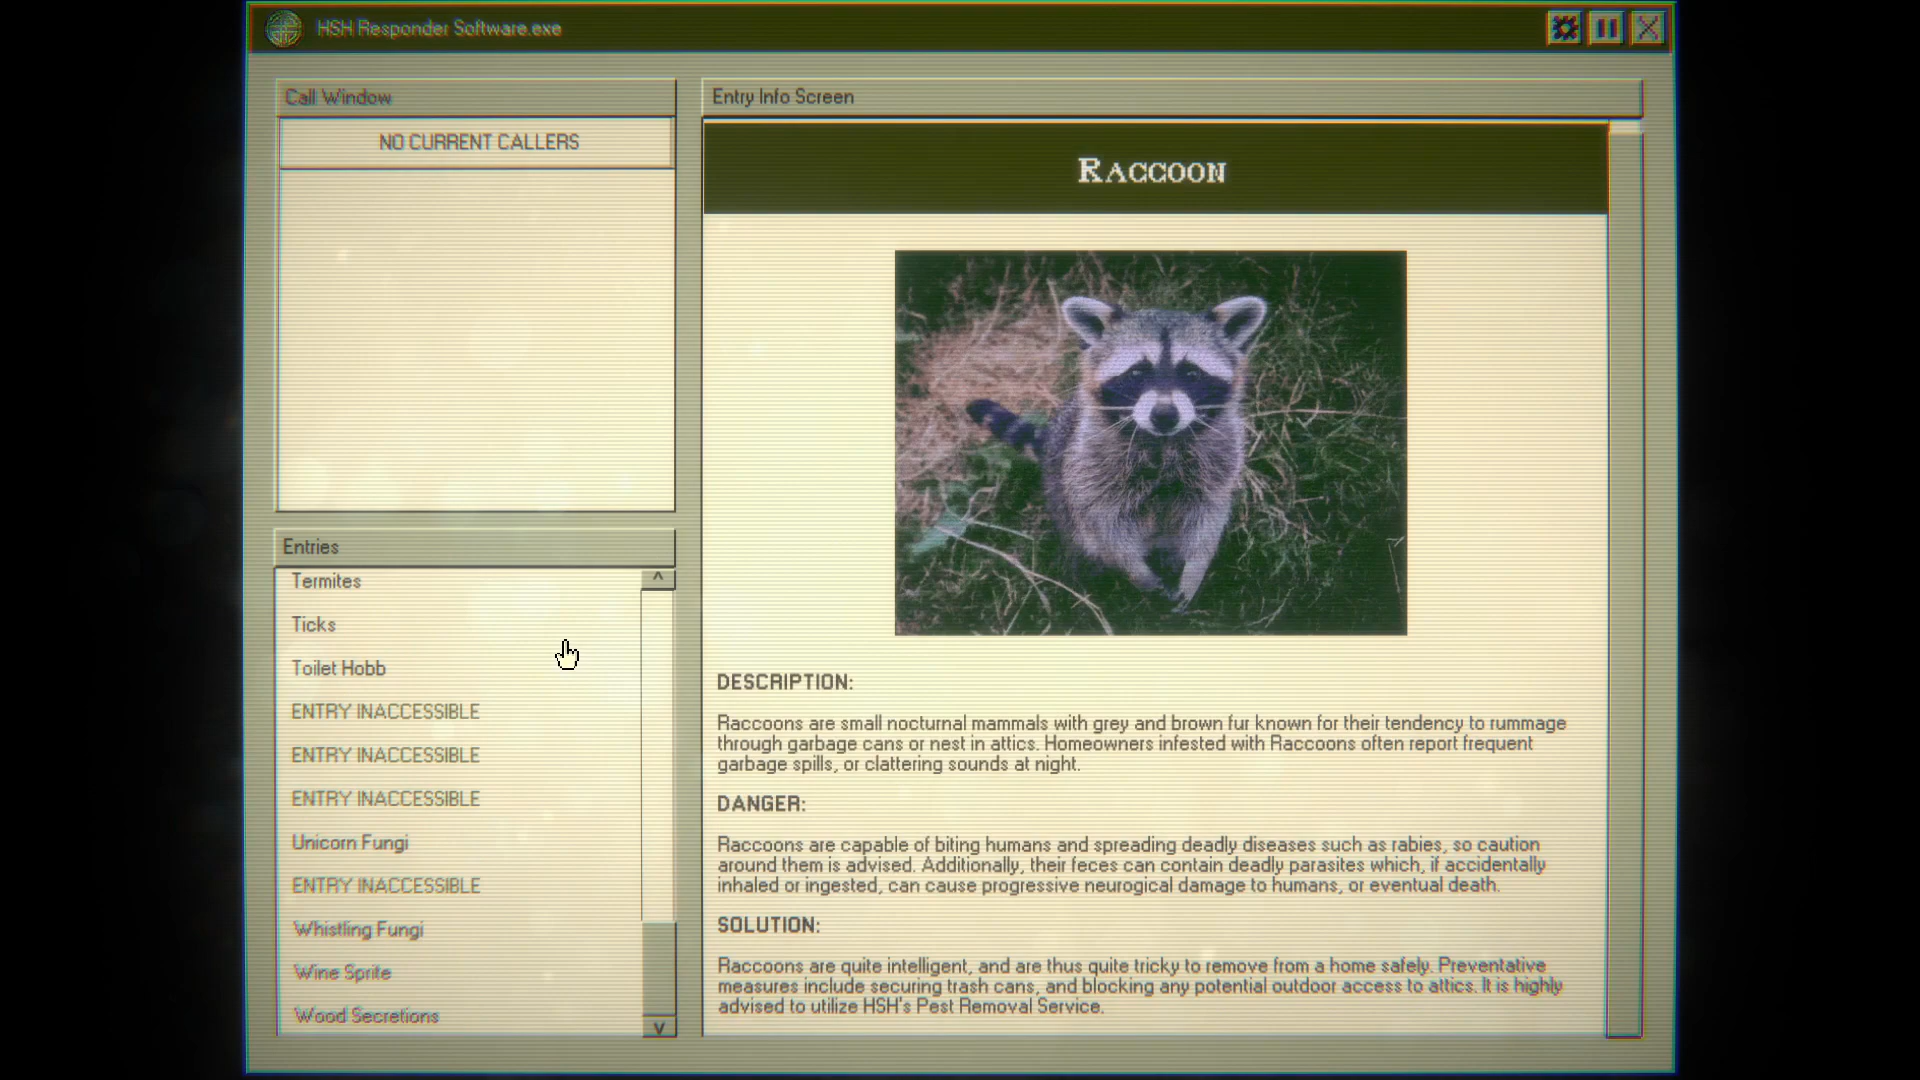 HSH Responder Software.exe
Call Window
NO CURRENT CALLERS
Entries
Termites
^
Ticks
Toilet Hobb
ENTRY INACCESSIBLE
ENTRY INACCESSIBLE
ENTRY INACCESSIBLE
Unicorn Fungi
ENTRY INACCESSIBLE
Whistling Fungi
Wine Sprite
Wood Secretions
v
Entry Info Screen
RACCOON
DESCRIPTION:
Raccoons are small nocturnal mammals with grey and brown fur known for their tendency to rummage
through garbage cans or nest in attics. Homeowners infested with Raccoons often report frequent
garbage spills, or clattering sounds at night.
DANGER:
Raccoons are capable of biting humans and spreading deadly diseases such as rabies, so caution
around them is advised. Additionally, their feces can contain deadly parasites which, if accidentally
inhaled or ingested, can cause progressive neurogical damage to humans, or eventual death.
SOLUTION:
Raccoons are quite intelligent, and are thus quite tricky to remove from a home safely. Preventative
measures include securing trash cans, and blocking any potential outdoor access to attics. It is highly
advised to utilize HSH's Pest Removal Service.